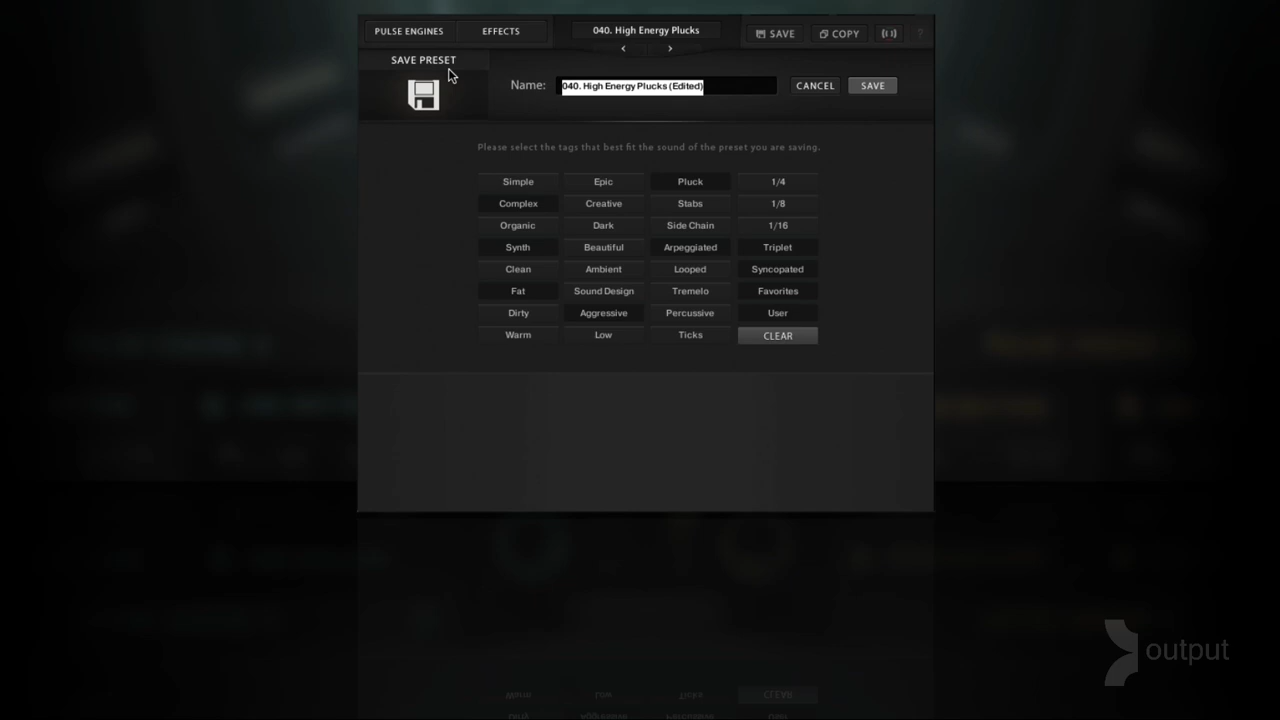 PULSE ENGINES EFFECTS 040. High Energy Plucks SAVE COPY ?
< >
SAVE PRESET
Name: 040. High Energy Plucks (Edited) CANCEL SAVE
Please select the tags that best fit the sound of the preset you are saving.
Simple Epic Pluck 1/4
Complex Creative Stabs 1/8
Organic Dark Side Chain 1/16
Synth Beautiful Arpeggiated Triplet
Clean Ambient Looped Syncopated
Fat Sound Design Tremelo Favorites
Dirty Aggressive Percussive User
Warm Low Ticks CLEAR
output